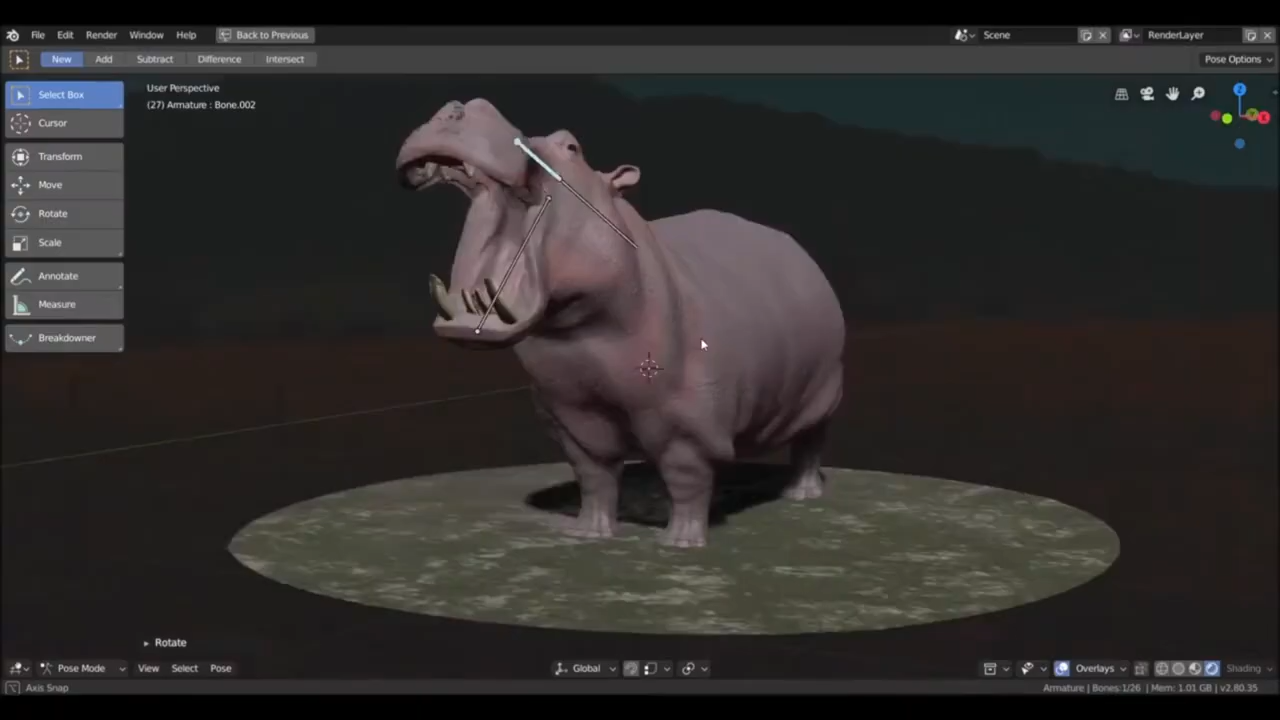 File Edit Render Window Help Back to Previous Scene RenderLayer
New Add Subtract Difference Intersect Pose Options
Select Box
Cursor
Transform
Move
Rotate
Scale
Annotate
Measure
Breakdowner
User Perspective
(27) Armature : Bone.002
Z
Y
X
Rotate
Pose Mode View Select Pose Global Overlays Shading
Axis Snap Armature | Bones:1/26 | Mem: 1.01 GB | v2.80.35